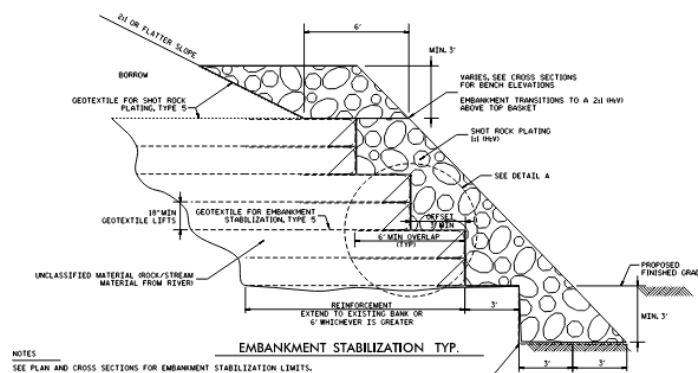 2:1 OR FLATTER SLOPE
6'
MIN. 3'
BORROW
GEOTEXTILE FOR SHOT ROCK
PLATING, TYPE 5
VARIES, SEE CROSS SECTIONS
FOR BENCH ELEVATIONS
EMBANKMENT TRANSITIONS TO A 2:1 (H:V)
ABOVE TOP BASKET
SHOT ROCK PLATING
1:1 (H:V)
SEE DETAIL A
18" MIN
GEOTEXTILE LIFTS
GEOTEXTILE FOR EMBANKMENT
STABILIZATION, TYPE 5
OFFSET
3' MIN
6' MIN OVERLAP
(TYP)
UNCLASSIFIED MATERIAL (ROCK/STREAM
MATERIAL FROM RIVER)
PROPOSED
FINISHED GRAD
REINFORCEMENT
EXTEND TO EXISTING BANK OR
6' WHICHEVER IS GREATER
3'
MIN. 3'
EMBANKMENT STABILIZATION TYP.
3'
3'
NOTES
SEE PLAN AND CROSS SECTIONS FOR EMBANKMENT STABILIZATION LIMITS.